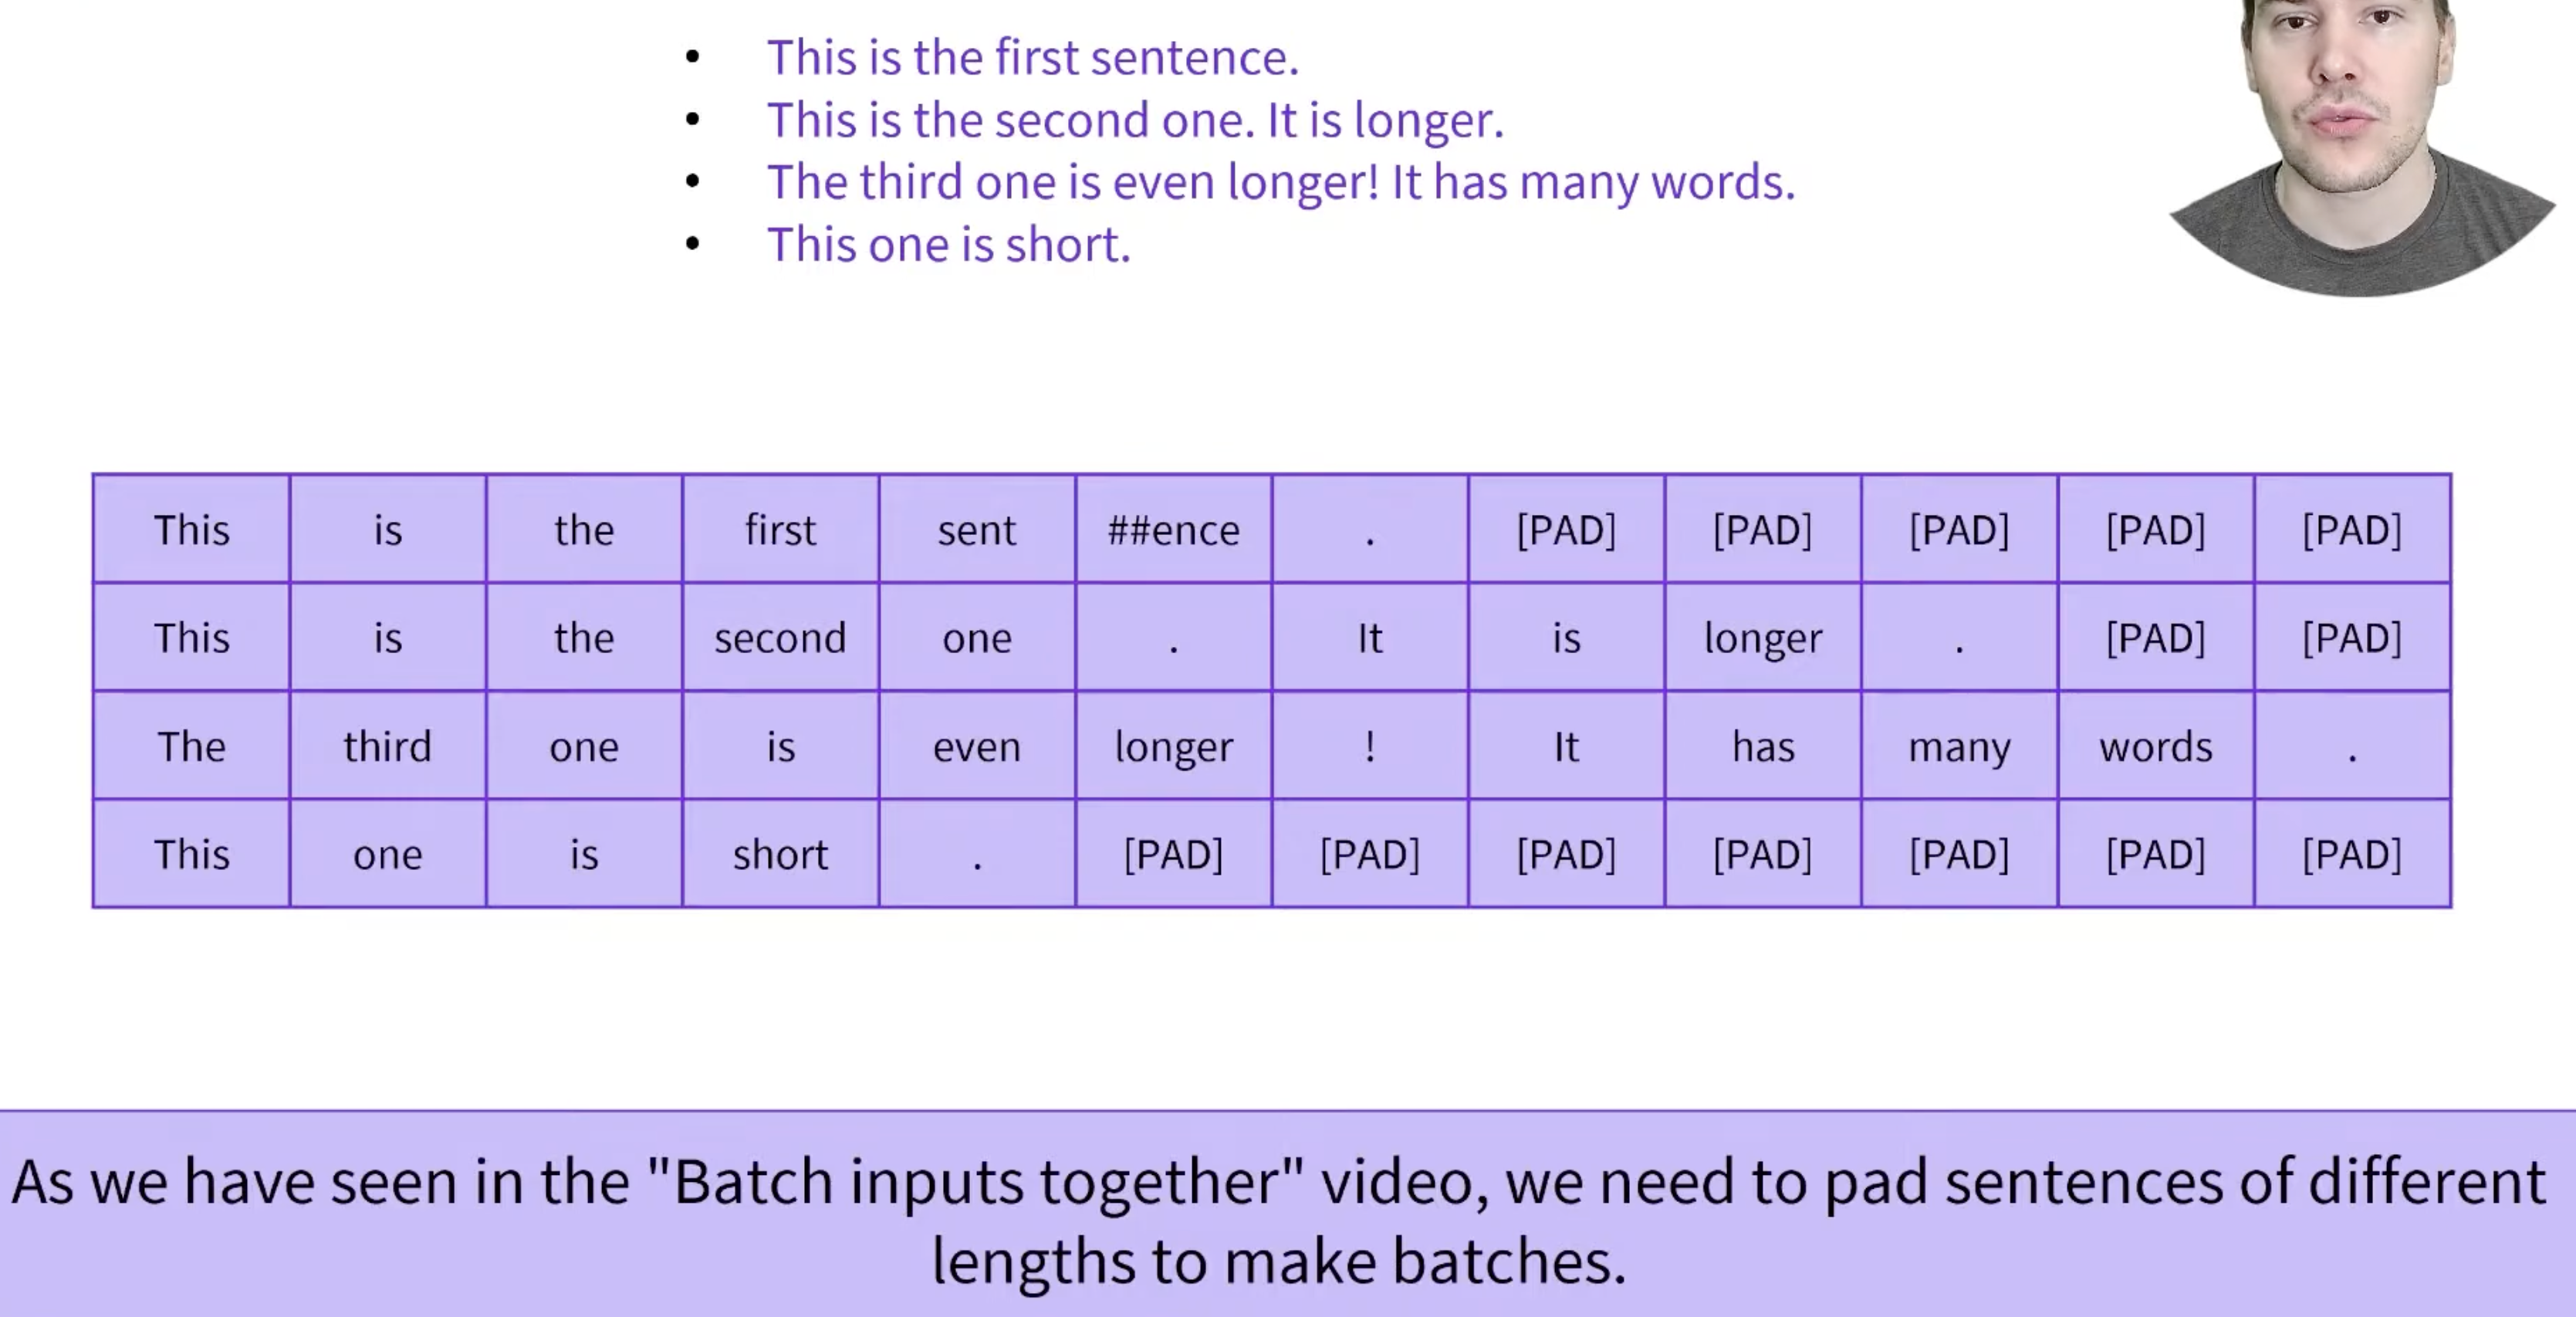 • This is the first sentence.
• This is the second one. It is longer.
• The third one is even longer! It has many words.
• This one is short.
This is the first sent ##ence . [PAD] [PAD] [PAD] [PAD] [PAD]
This is the second one . It is longer . [PAD] [PAD]
The third one is even longer ! It has many words .
This one is short . [PAD] [PAD] [PAD] [PAD] [PAD] [PAD] [PAD]
As we have seen in the "Batch inputs together" video, we need to pad sentences of different
lengths to make batches.